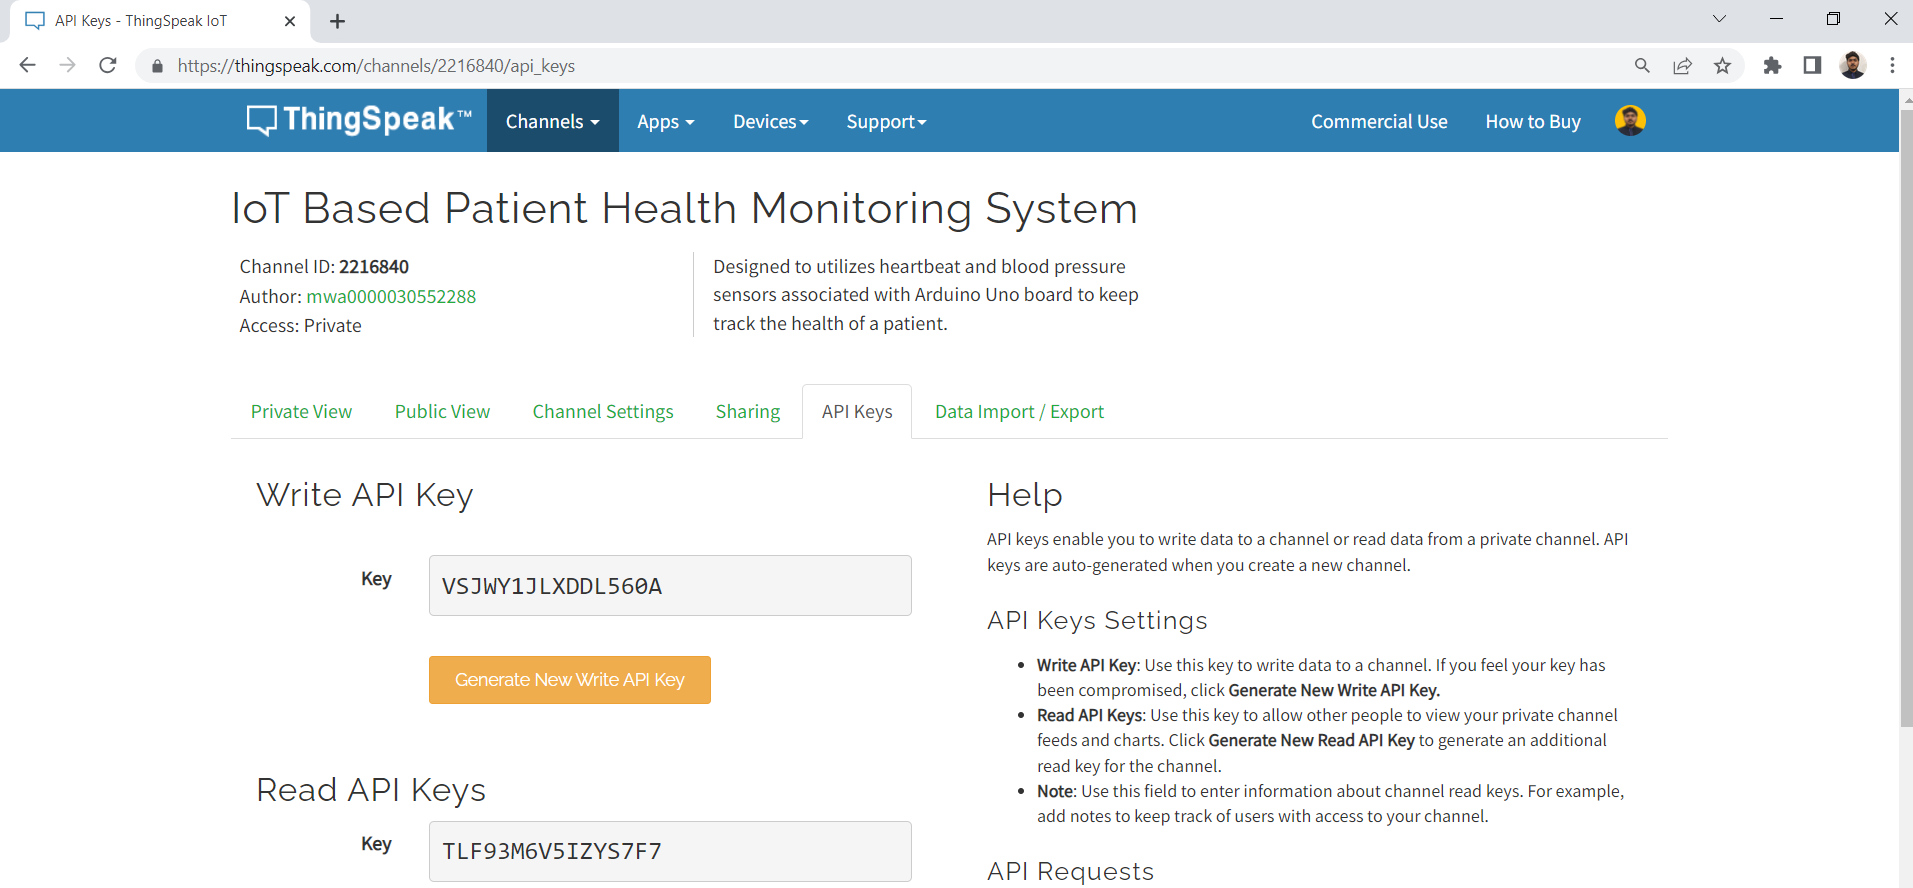 API Keys - ThingSpeak IoT
https://thingspeak.com/channels/2216840/api_keys
ThingSpeak™ Channels Apps Devices Support Commercial Use How to Buy
IoT Based Patient Health Monitoring System
Channel ID: 2216840
Author: mwa0000030552288
Access: Private
Designed to utilizes heartbeat and blood pressure
sensors associated with Arduino Uno board to keep
track the health of a patient.
Private View Public View Channel Settings Sharing API Keys Data Import / Export
Write API Key
Key VSJWY1JLXDDL560A
Generate New Write API Key
Read API Keys
Key TLF93M6V5IZYS7F7
Help
API keys enable you to write data to a channel or read data from a private channel. API
keys are auto-generated when you create a new channel.
API Keys Settings
• Write API Key: Use this key to write data to a channel. If you feel your key has
been compromised, click Generate New Write API Key.
• Read API Keys: Use this key to allow other people to view your private channel
feeds and charts. Click Generate New Read API Key to generate an additional
read key for the channel.
• Note: Use this field to enter information about channel read keys. For example,
add notes to keep track of users with access to your channel.
API Requests